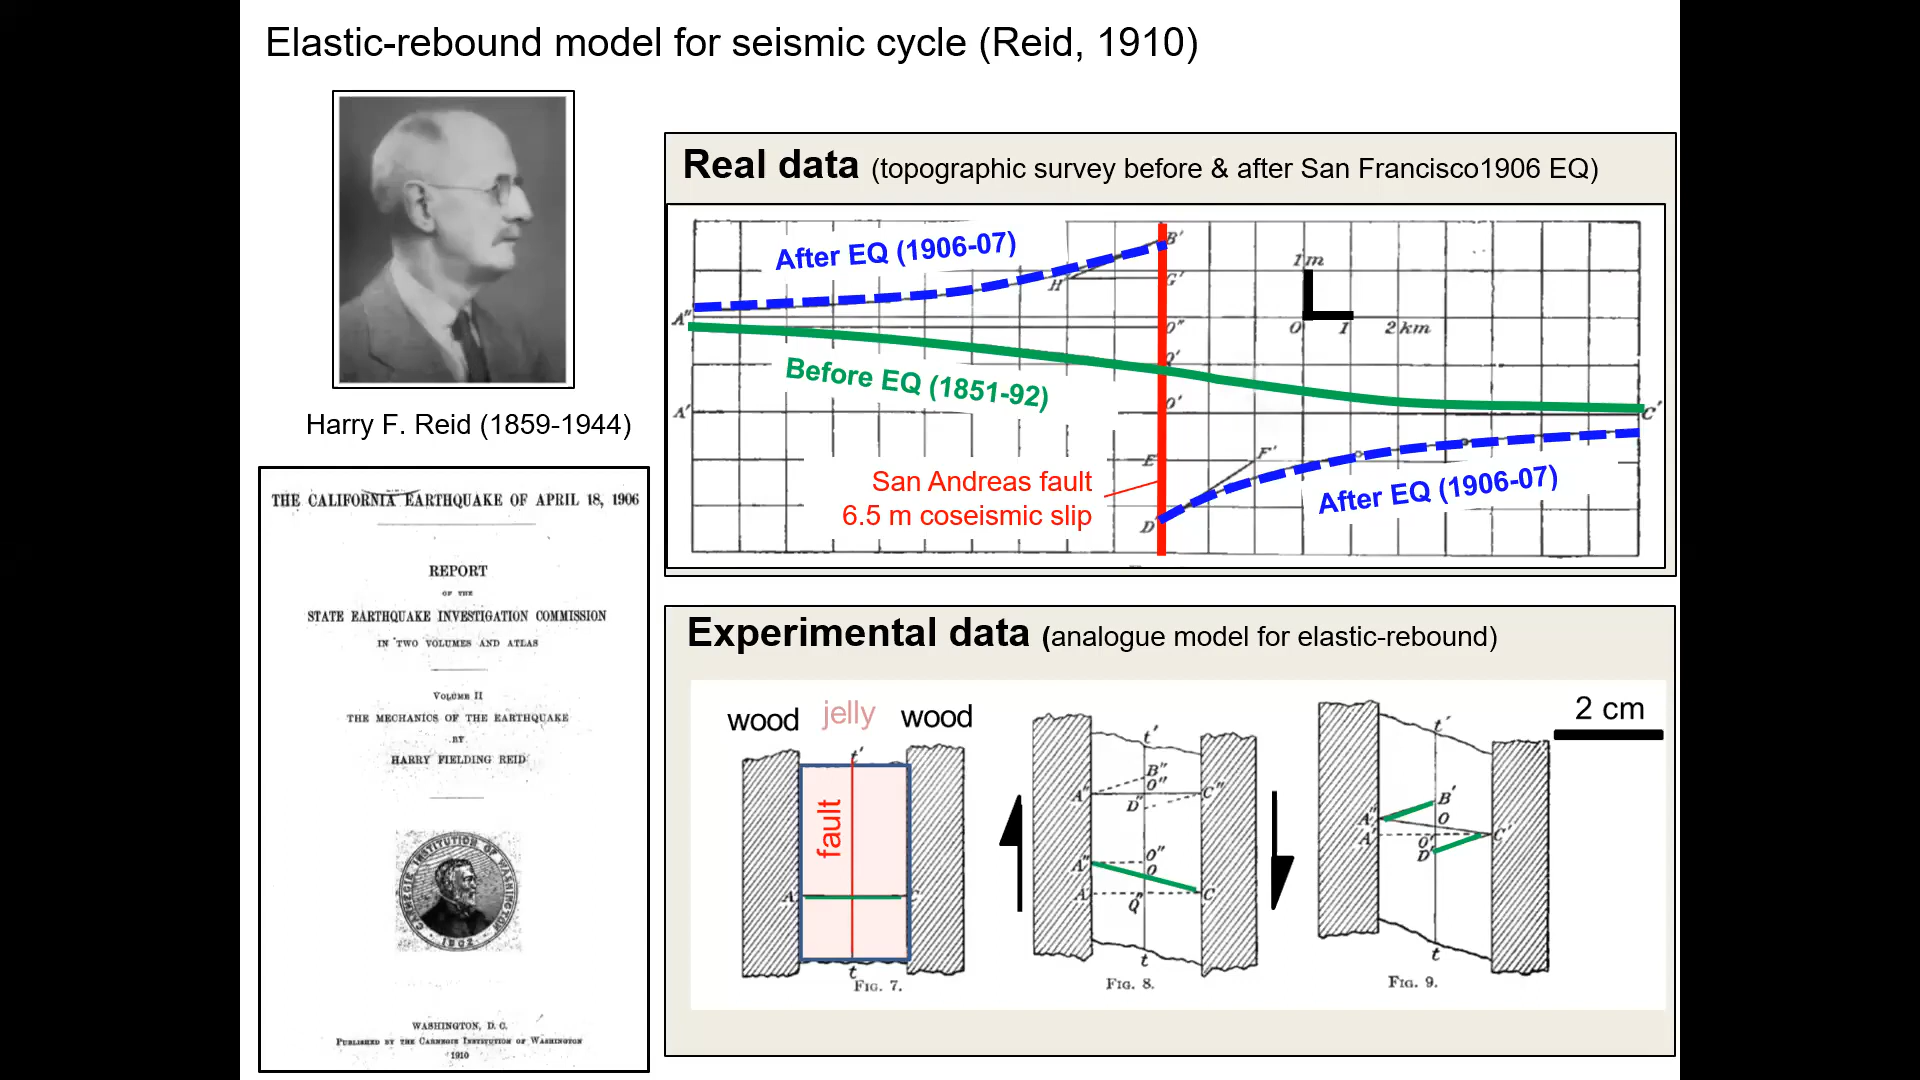 Elastic-rebound model for seismic cycle (Reid, 1910)
Harry F. Reid (1859-1944)
THE CALIFORNIA EARTHQUAKE OF APRIL 18, 1906
REPORT
OF THE
STATE EARTHQUAKE INVESTIGATION COMMISSION
IN TWO VOLUMES AND ATLAS
VOLUME II
THE MECHANICS OF THE EARTHQUAKE
BY
HARRY FIELDING REID
CARNEGIE INSTITUTION OF WASHINGTON
1902
WASHINGTON, D. C.
PUBLISHED BY THE CARNEGIE INSTITUTION OF WASHINGTON
1910
Real data (topographic survey before & after San Francisco1906 EQ)
After EQ (1906-07)
B'
H'
G'
1 m
0 1 2 km
A"
O"
Q'
Before EQ (1851-92)
A'
O'
C'
E
F'
San Andreas fault
6.5 m coseismic slip
D
After EQ (1906-07)
Experimental data (analogue model for elastic-rebound)
wood jelly wood
2 cm
t'
fault
A C
t
FIG. 7.
t'
B"
O"
A" C"
D"
A" O"
O
A' C
Q'
t
FIG. 8.
t'
B'
A" O
A' O' C'
D'
t
FIG. 9.